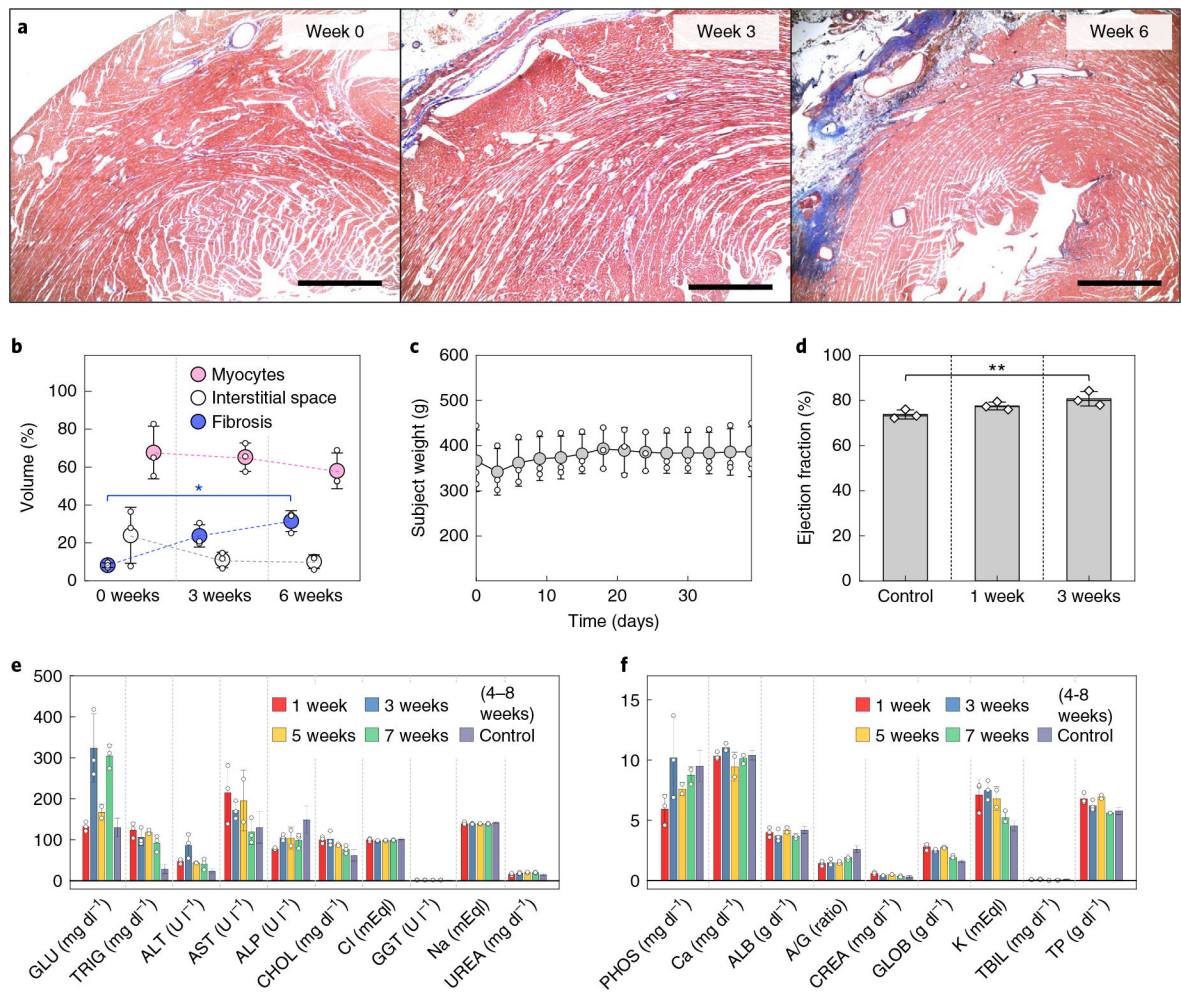 a
Week 0
Week 3
Week 6
b
Volume (%)
100
80
60
40
20
0
Myocytes
Interstitial space
Fibrosis
*
0 weeks
3 weeks
6 weeks
c
Subject weight (g)
600
500
400
300
200
0
10
20
30
Time (days)
d
Ejection fraction (%)
100
80
60
40
20
0
**
Control
1 week
3 weeks
e
500
400
300
200
100
0
1 week
3 weeks
(4–8 weeks)
5 weeks
7 weeks
Control
GLU (mg dl⁻¹)
TRIG (mg dl⁻¹)
ALT (U l⁻¹)
AST (U l⁻¹)
ALP (U l⁻¹)
CHOL (mg dl⁻¹)
Cl (mEql)
GGT (U l⁻¹)
Na (mEql)
UREA (mg dl⁻¹)
f
15
10
5
0
1 week
3 weeks
(4-8 weeks)
5 weeks
7 weeks
Control
PHOS (mg dl⁻¹)
Ca (mg dl⁻¹)
ALB (g dl⁻¹)
A/G (ratio)
CREA (mg dl⁻¹)
GLOB (g dl⁻¹)
K (mEql)
TBIL (mg dl⁻¹)
TP (g dl⁻¹)